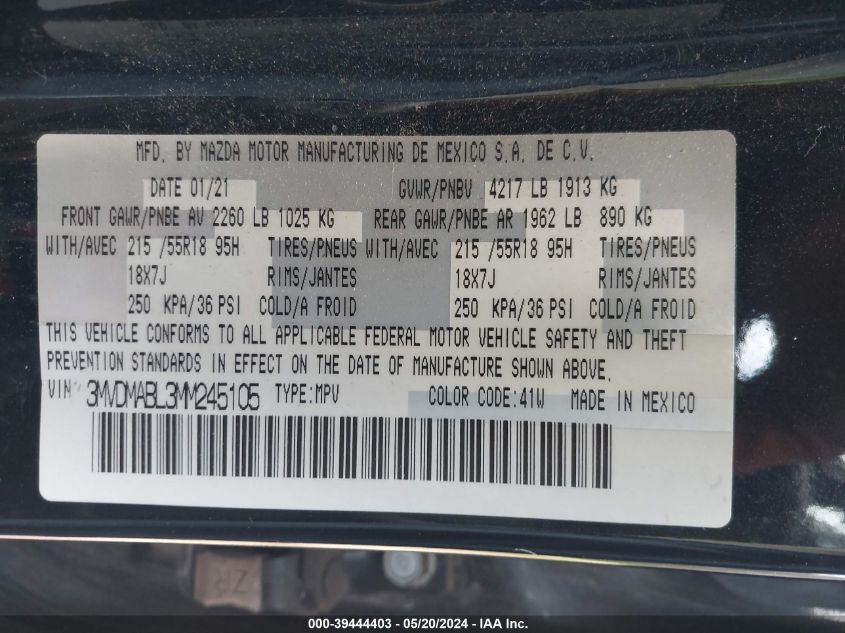 MFD. BY MAZDA MOTOR MANUFACTURING DE MEXICO S.A. DE C.V.
DATE 01/21 GVWR/PNBV 4217 LB 1913 KG
FRONT GAWR/PNBE AV 2260 LB 1025 KG REAR GAWR/PNBE AR 1962 LB 890 KG
WITH/AVEC 215 /55R18 95H TIRES/PNEUS WITH/AVEC 215 /55R18 95H TIRES/PNEUS
18X7J RIMS/JANTES 18X7J RIMS/JANTES
250 KPA/36 PSI COLD/A FROID 250 KPA/36 PSI COLD/A FROID
THIS VEHICLE CONFORMS TO ALL APPLICABLE FEDERAL MOTOR VEHICLE SAFETY AND THEFT
PREVENTION STANDARDS IN EFFECT ON THE DATE OF MANUFACTURE SHOWN ABOVE.
VIN 3MVDMABL3MM245105 TYPE:MPV COLOR CODE:41W MADE IN MEXICO
000-39444403 - 05/20/2024 - IAA Inc.